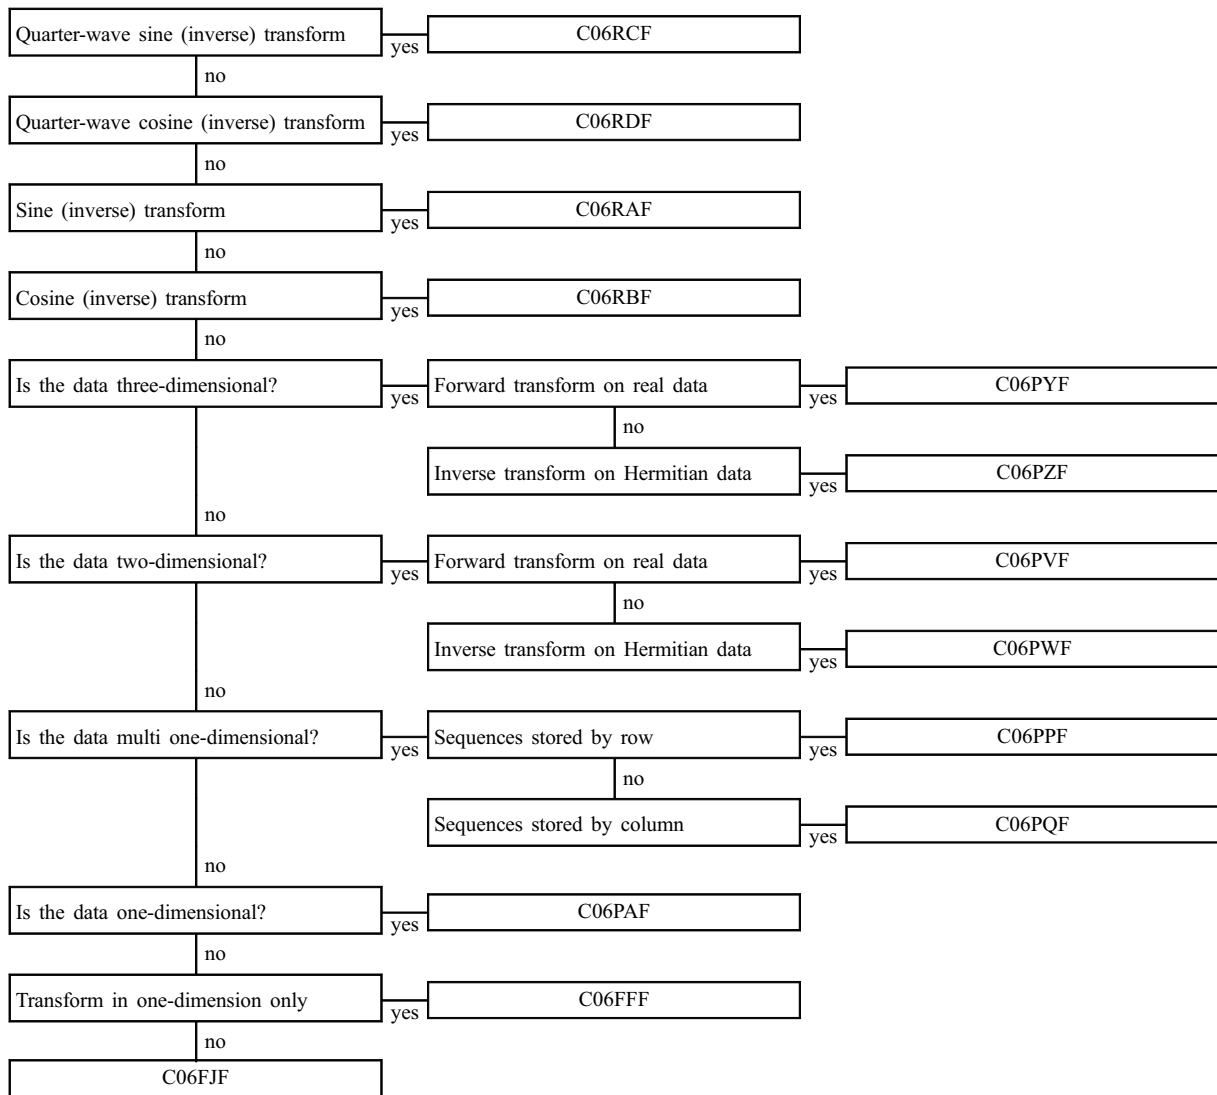 Quarter-wave sine (inverse) transform
yes
C06RCF
no
Quarter-wave cosine (inverse) transform
yes
C06RDF
no
Sine (inverse) transform
yes
C06RAF
no
Cosine (inverse) transform
yes
C06RBF
no
Is the data three-dimensional?
yes
Forward transform on real data
yes
C06PYF
no
Inverse transform on Hermitian data
yes
C06PZF
no
Is the data two-dimensional?
yes
Forward transform on real data
yes
C06PVF
no
Inverse transform on Hermitian data
yes
C06PWF
no
Is the data multi one-dimensional?
yes
Sequences stored by row
yes
C06PPF
no
Sequences stored by column
yes
C06PQF
no
Is the data one-dimensional?
yes
C06PAF
no
Transform in one-dimension only
yes
C06FFF
no
C06FJF